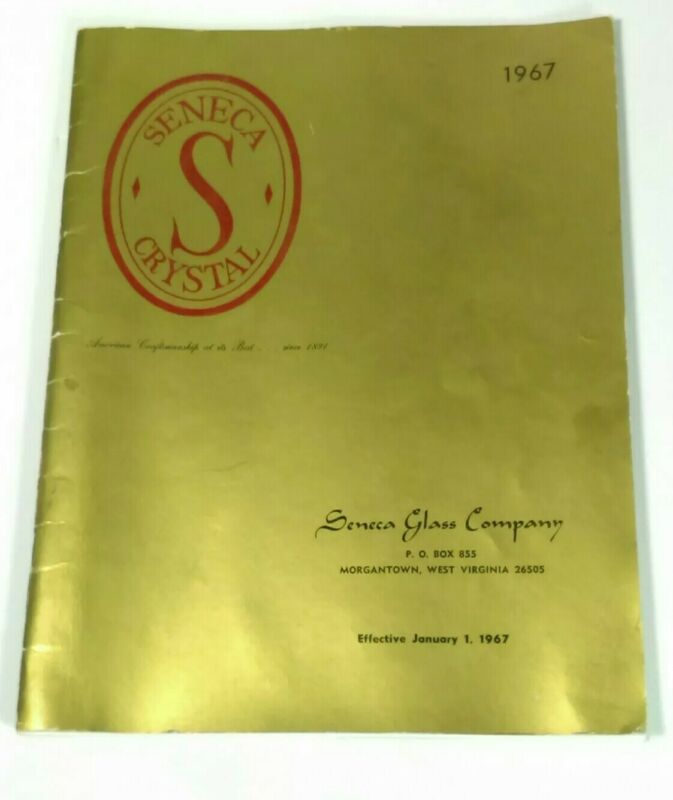 1967
SENECA
S
CRYSTAL
American Craftsmanship at its Best . . . since 1891
Seneca Glass Company
P. O. BOX 855
MORGANTOWN, WEST VIRGINIA 26505
Effective January 1, 1967